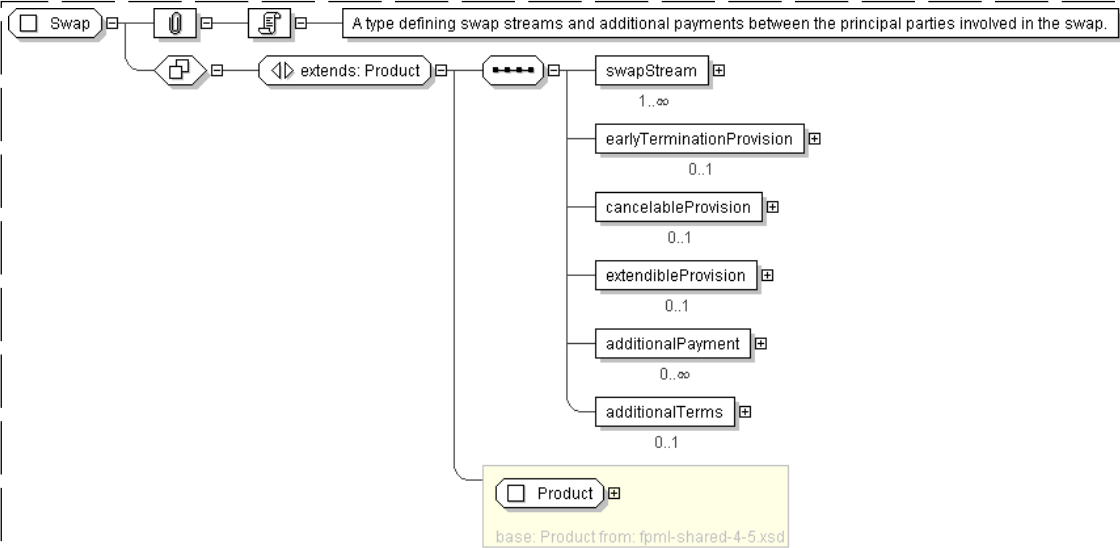 Swap
A type defining swap streams and additional payments between the principal parties involved in the swap.
extends: Product
swapStream
1..∞
earlyTerminationProvision
0..1
cancelableProvision
0..1
extendibleProvision
0..1
additionalPayment
0..∞
additionalTerms
0..1
Product
base: Product from: fpml-shared-4-5.xsd